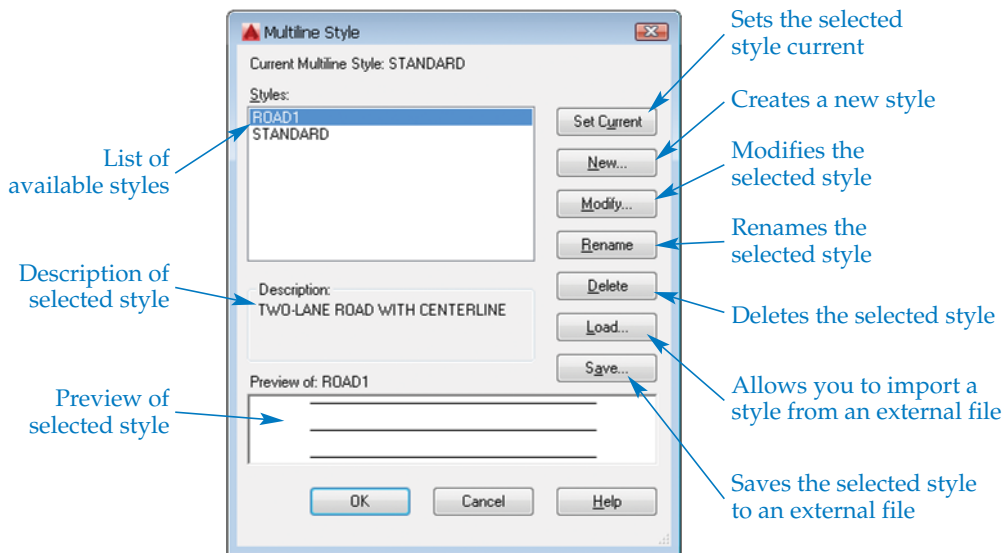 Multiline Style
Current Multiline Style: STANDARD
Styles:
ROAD1
STANDARD
Set Current
New...
Modify...
Rename
Delete
Load...
Save...
Description:
TWO-LANE ROAD WITH CENTERLINE
Preview of: ROAD1
OK
Cancel
Help
List of
available styles
Description of
selected style
Preview of
selected style
Sets the selected
style current
Creates a new style
Modifies the
selected style
Renames the
selected style
Deletes the selected style
Allows you to import a
style from an external file
Saves the selected style
to an external file